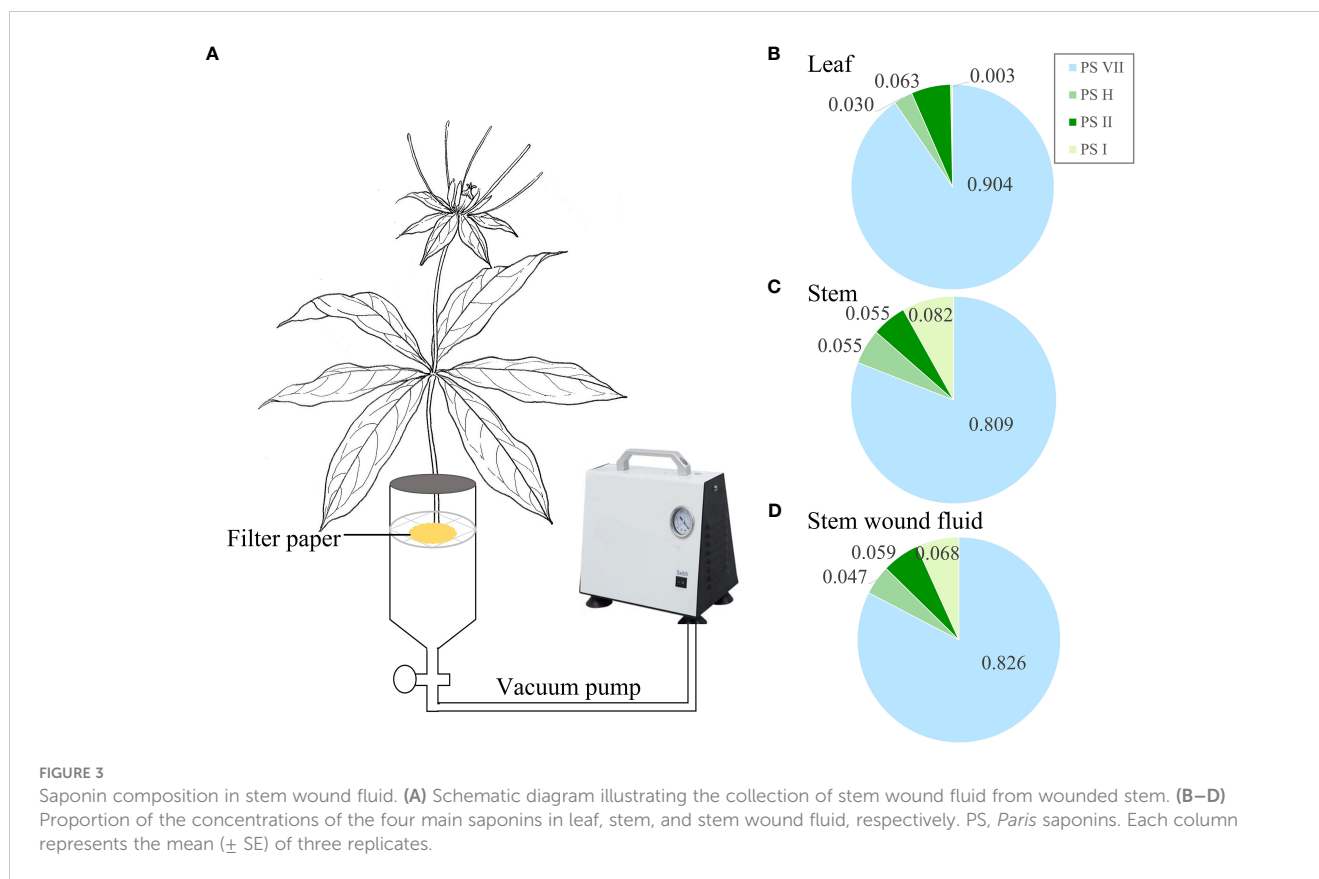 A
B
Leaf
0.063
0.003
0.030
0.904
PS VII
PS H
PS II
PS I
C
Stem
0.055
0.082
0.055
0.809
D
Stem wound fluid
0.059
0.068
0.047
0.826
Filter paper
Vacuum pump
FIGURE 3
Saponin composition in stem wound fluid. (A) Schematic diagram illustrating the collection of stem wound fluid from wounded stem. (B–D)
Proportion of the concentrations of the four main saponins in leaf, stem, and stem wound fluid, respectively. PS, Paris saponins. Each column
represents the mean (± SE) of three replicates.